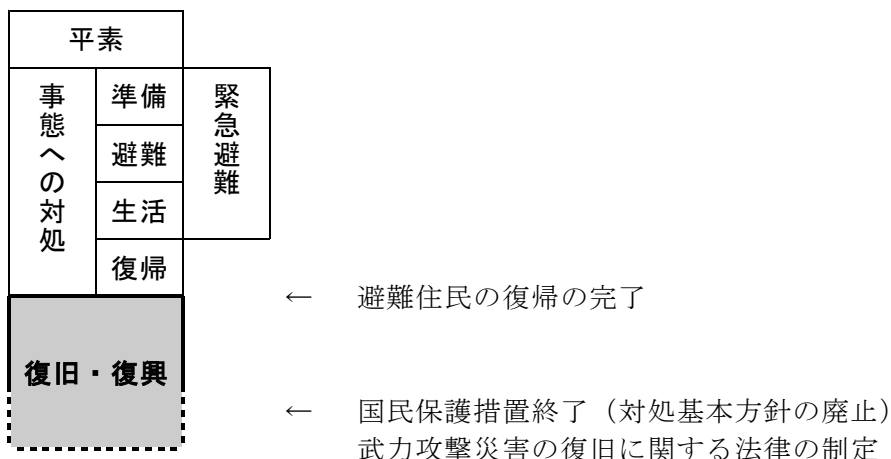 平素
事態への対処
準備
緊急避難
避難
生活
復帰
← 避難住民の復帰の完了
復旧・復興
← 国民保護措置終了（対処基本方針の廃止）
武力攻撃災害の復旧に関する法律の制定